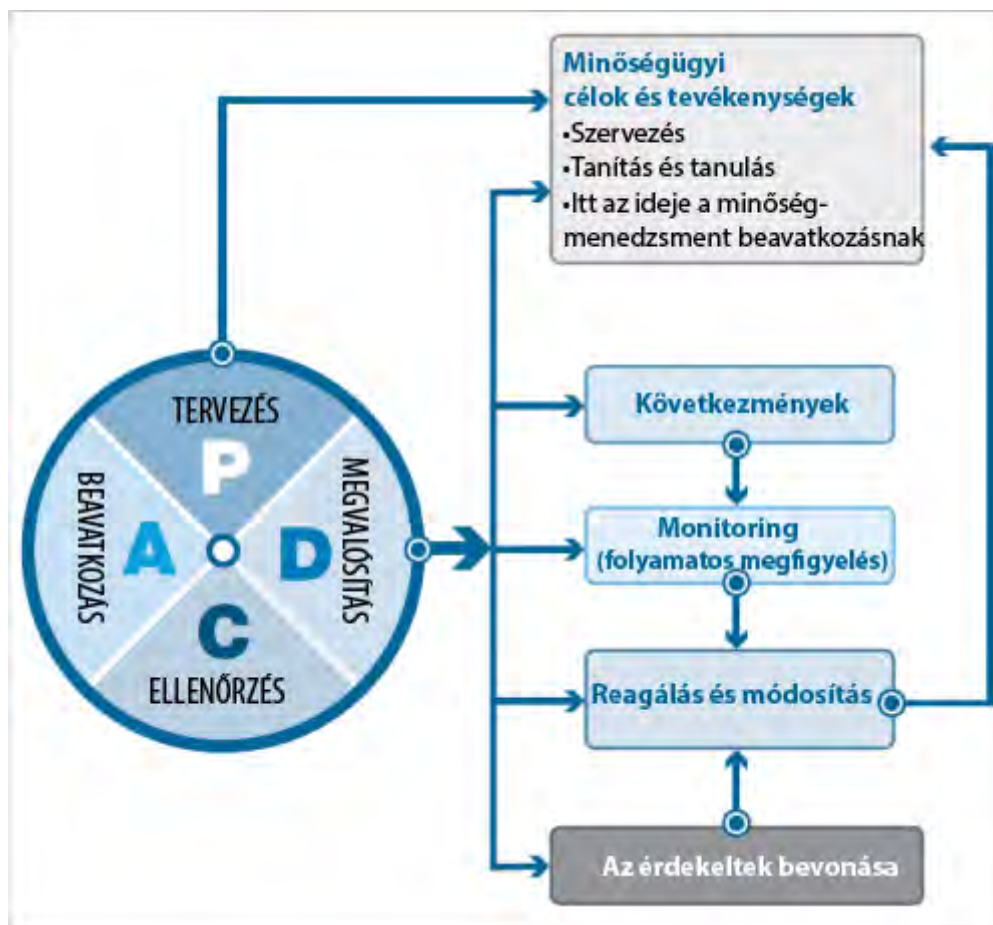 Minőségügyi
célok és tevékenységek
•Szervezés
•Tanítás és tanulás
•Itt az ideje a minőség-
menedzsment beavatkozásnak
TERVEZÉS
P
BEAVATKOZÁS
A
D
MEGVALÓSÍTÁS
C
ELLENŐRZÉS
Következmények
Monitoring
(folyamatos megfigyelés)
Reagálás és módosítás
Az érdekeltek bevonása